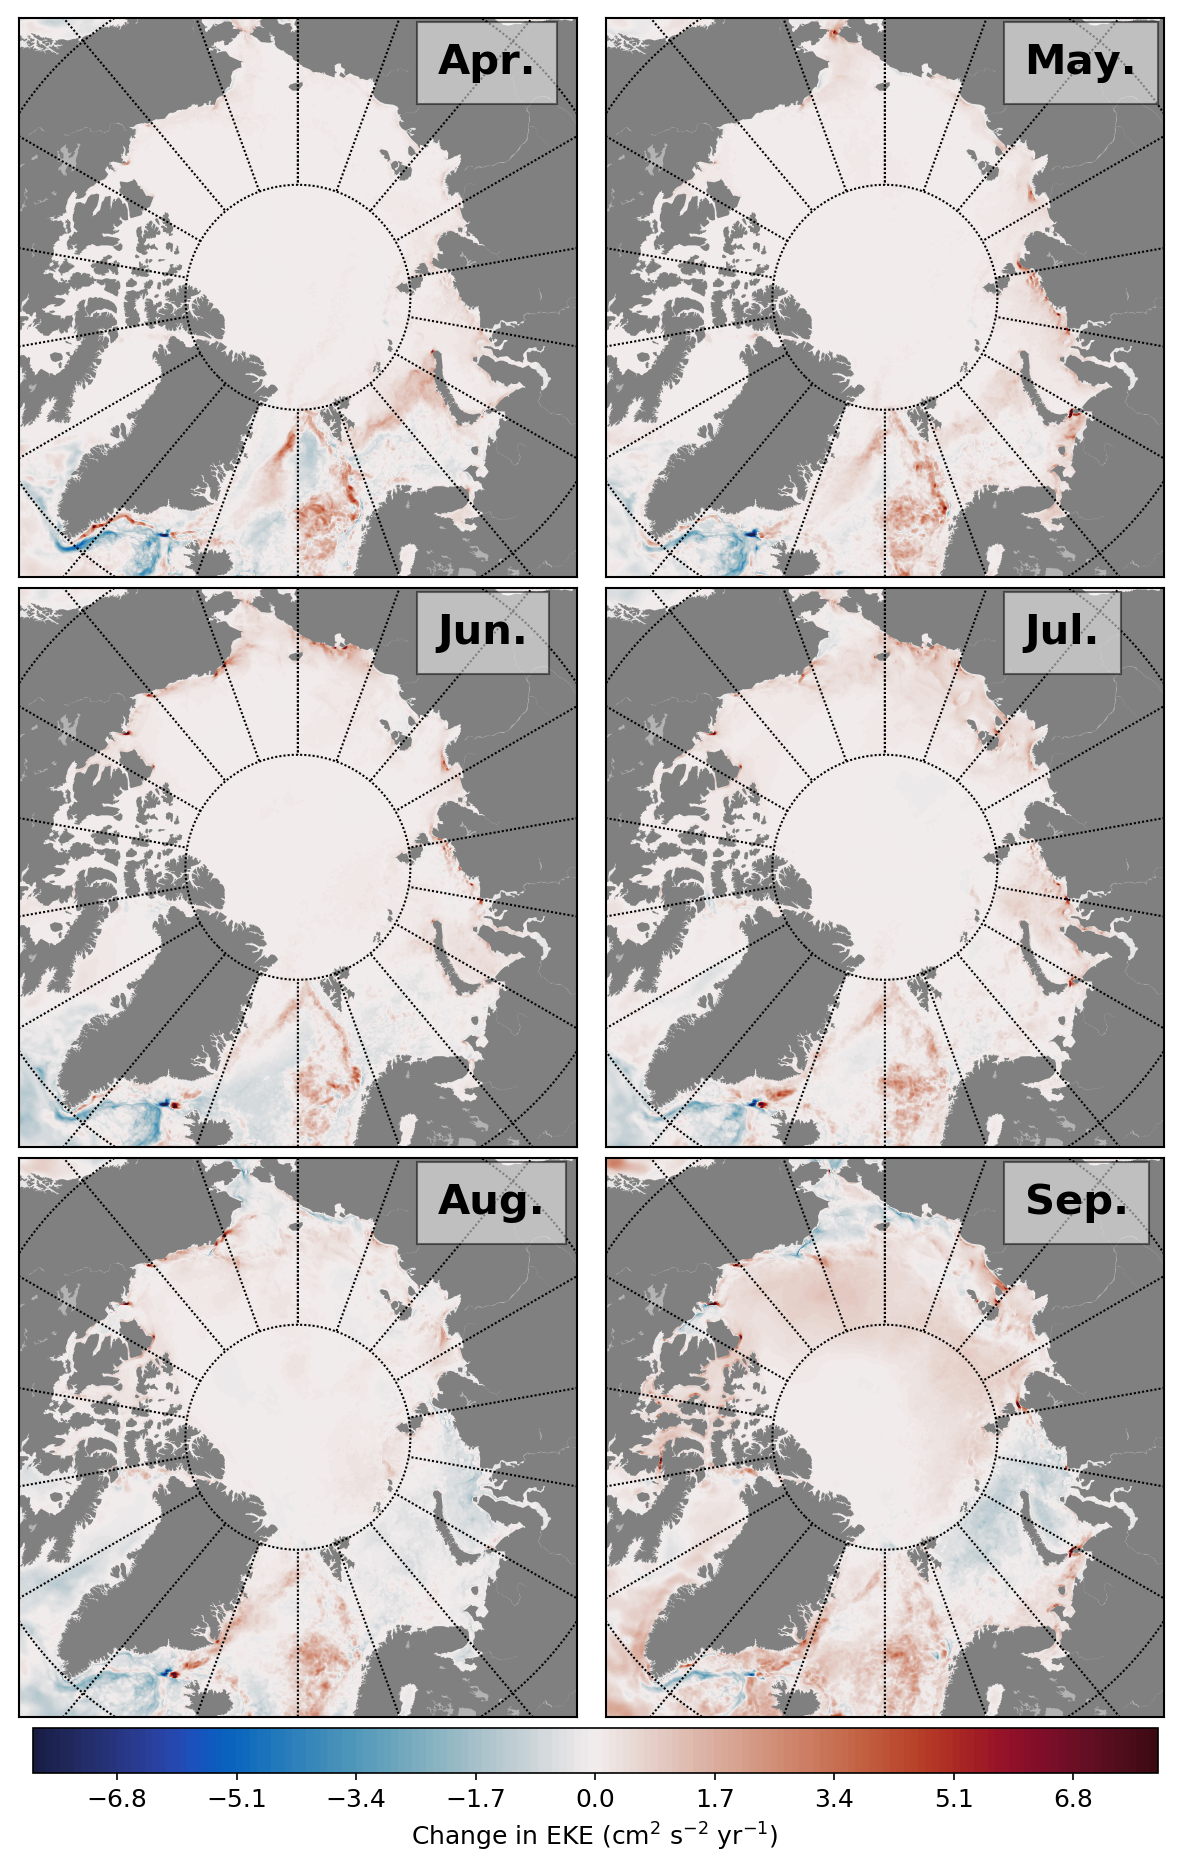 Apr.
May.
Jun.
Jul.
Aug.
Sep.
−6.8 −5.1 −3.4 −1.7 0.0 1.7 3.4 5.1 6.8
Change in EKE (cm² s⁻² yr⁻¹)